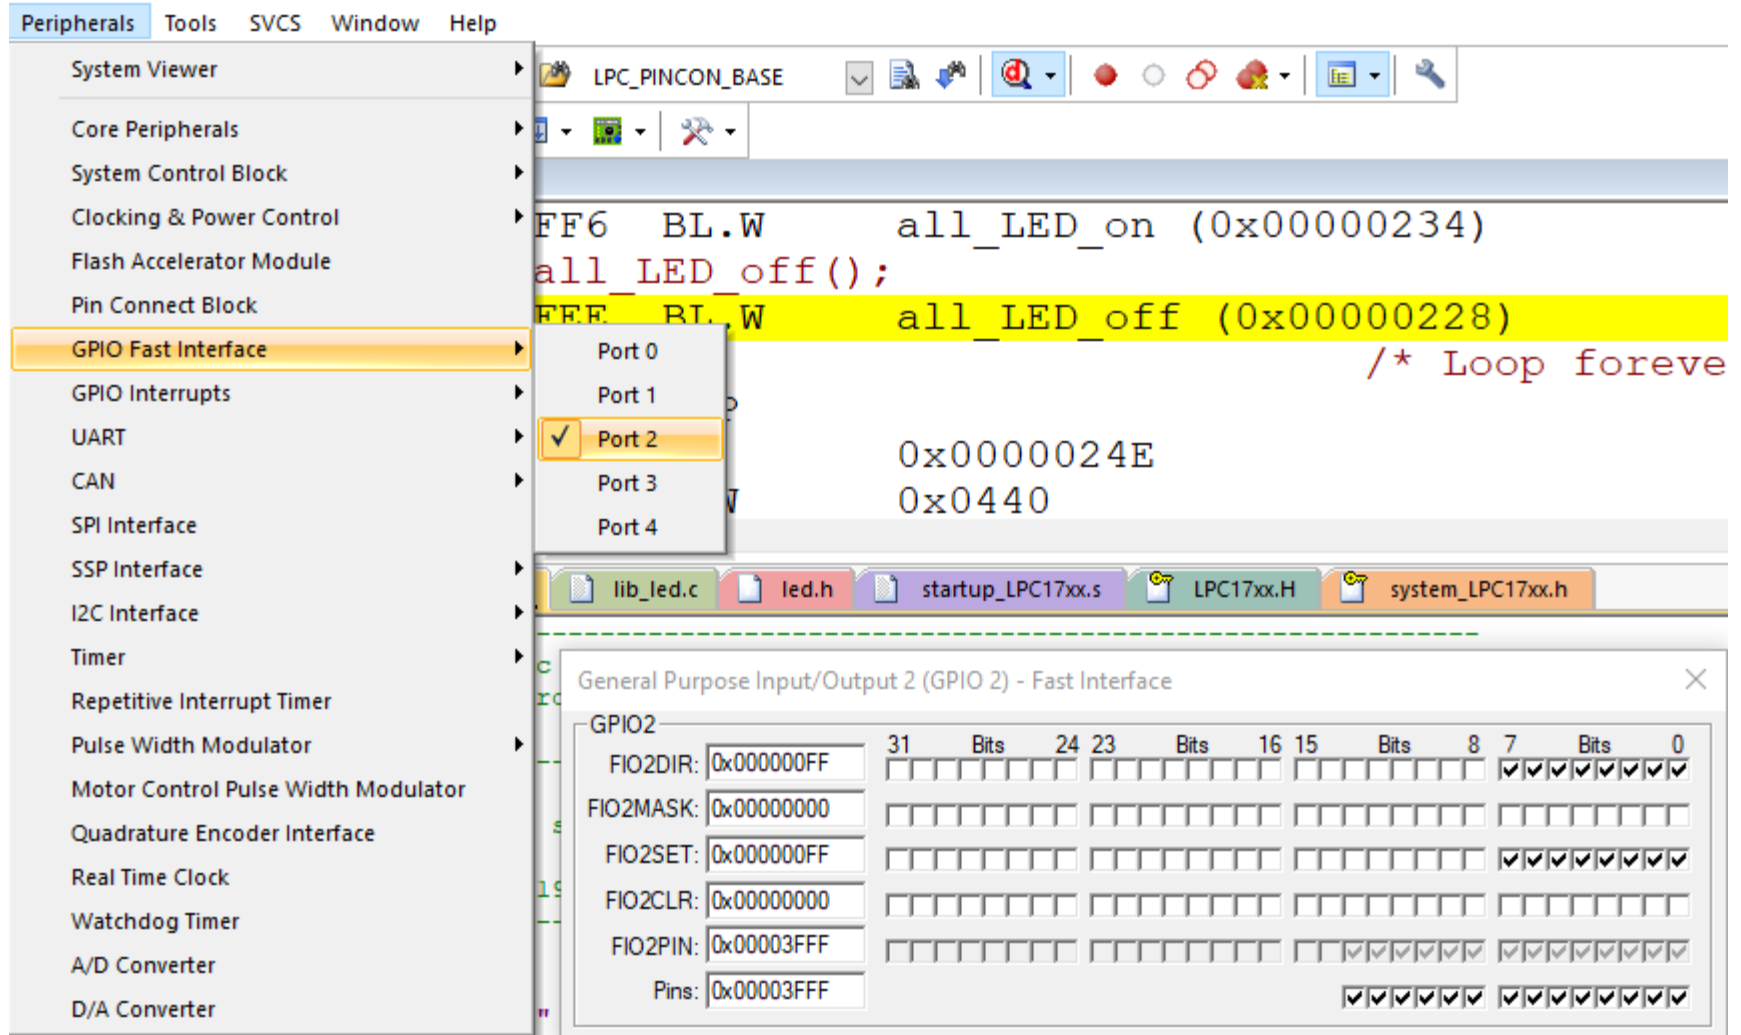 Peripherals Tools SVCS Window Help
System Viewer
Core Peripherals
System Control Block
Clocking & Power Control
Flash Accelerator Module
Pin Connect Block
GPIO Fast Interface
GPIO Interrupts
UART
CAN
SPI Interface
SSP Interface
I2C Interface
Timer
Repetitive Interrupt Timer
Pulse Width Modulator
Motor Control Pulse Width Modulator
Quadrature Encoder Interface
Real Time Clock
Watchdog Timer
A/D Converter
D/A Converter
Port 0
Port 1
Port 2
Port 3
Port 4
LPC_PINCON_BASE
FF6 BL.W all_LED_on (0x00000234)
all_LED_off();
FEE BL.W all_LED_off (0x00000228)
/* Loop foreve
0x0000024E
0x0440
lib_led.c led.h startup_LPC17xx.s LPC17xx.H system_LPC17xx.h
General Purpose Input/Output 2 (GPIO 2) - Fast Interface
GPIO2
31 Bits 24 23 Bits 16 15 Bits 8 7 Bits 0
FIO2DIR: 0x000000FF
FIO2MASK: 0x00000000
FIO2SET: 0x000000FF
FIO2CLR: 0x00000000
FIO2PIN: 0x00003FFF
Pins: 0x00003FFF